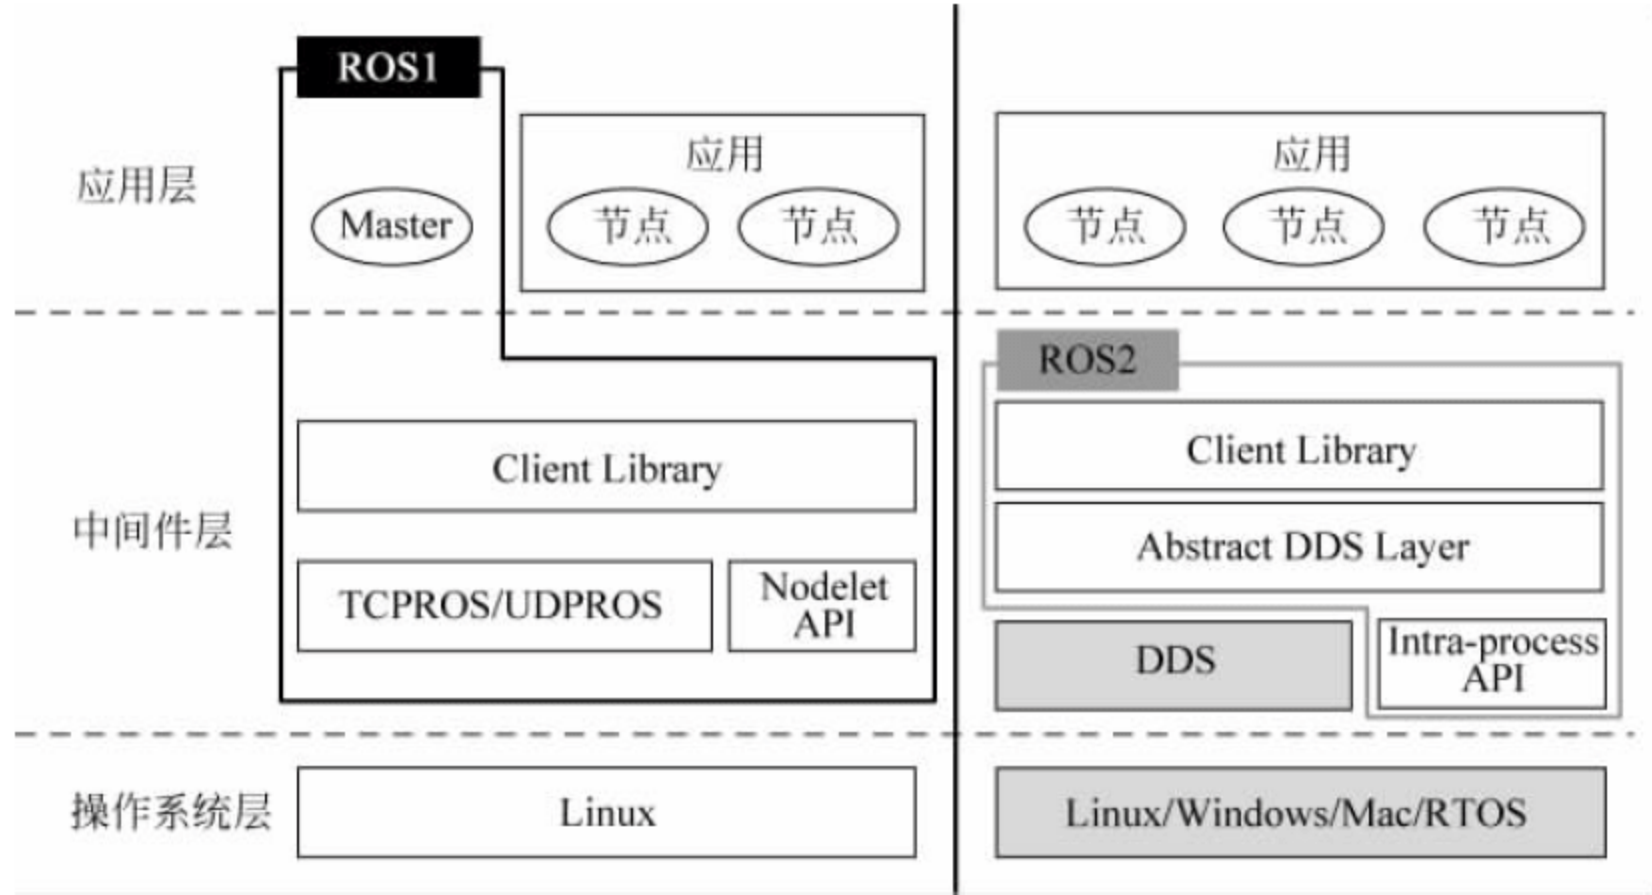 ROS1
应用
应用
应用层
Master
节点
节点
节点
节点
节点
ROS2
Client Library
Client Library
中间件层
Abstract DDS Layer
TCPROS/UDPROS
Nodelet
API
DDS
Intra-process
API
操作系统层
Linux
Linux/Windows/Mac/RTOS